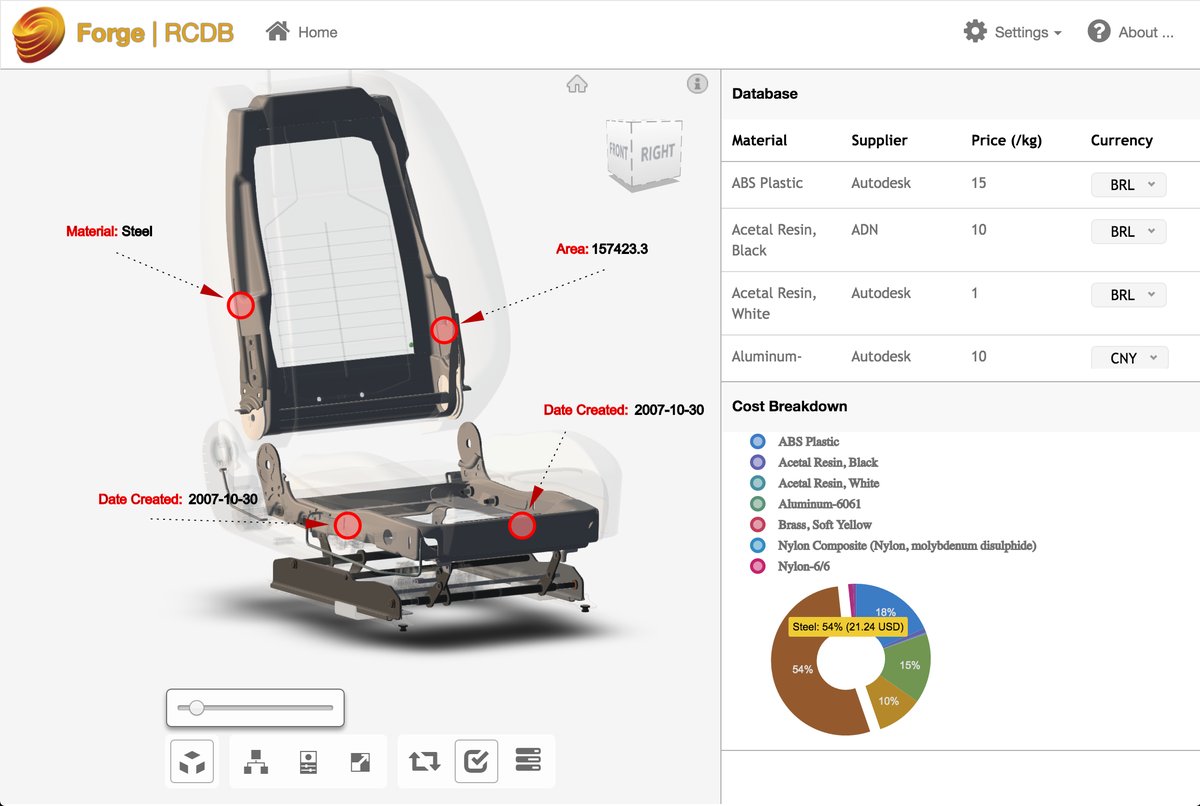 Forge | RCDB
Home
Settings
About ...
FRONT
RIGHT
Material: Steel
Area: 157423.3
Date Created: 2007-10-30
Date Created: 2007-10-30
Database
Material Supplier Price (/kg) Currency
ABS Plastic Autodesk 15 BRL
Acetal Resin, ADN 10 BRL
Black
Acetal Resin, Autodesk 1 BRL
White
Aluminum- Autodesk 10 CNY
Cost Breakdown
ABS Plastic
Acetal Resin, Black
Acetal Resin, White
Aluminum-6061
Brass, Soft Yellow
Nylon Composite (Nylon, molybdenum disulphide)
Nylon-6/6
18%
Steel: 54% (21.24 USD)
54%
15%
10%